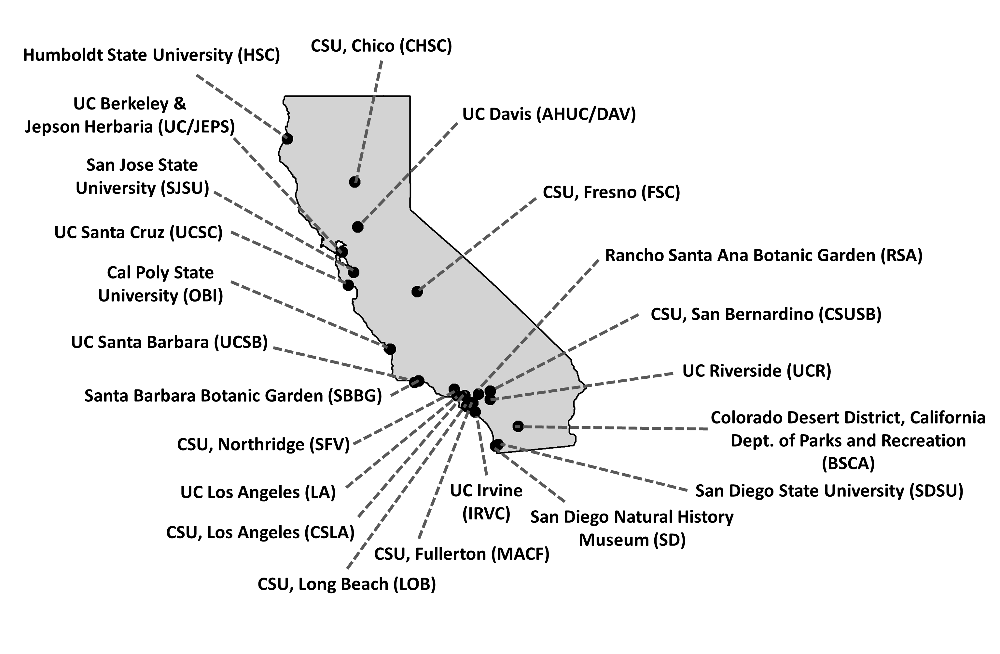 Humboldt State University (HSC)
CSU, Chico (CHSC)
UC Berkeley &
Jepson Herbaria (UC/JEPS)
UC Davis (AHUC/DAV)
San Jose State
University (SJSU)
CSU, Fresno (FSC)
UC Santa Cruz (UCSC)
Rancho Santa Ana Botanic Garden (RSA)
Cal Poly State
University (OBI)
CSU, San Bernardino (CSUSB)
UC Santa Barbara (UCSB)
UC Riverside (UCR)
Santa Barbara Botanic Garden (SBBG)
Colorado Desert District, California
Dept. of Parks and Recreation
(BSCA)
CSU, Northridge (SFV)
UC Los Angeles (LA)
UC Irvine
(IRVC)
San Diego State University (SDSU)
San Diego Natural History
Museum (SD)
CSU, Los Angeles (CSLA)
CSU, Fullerton (MACF)
CSU, Long Beach (LOB)